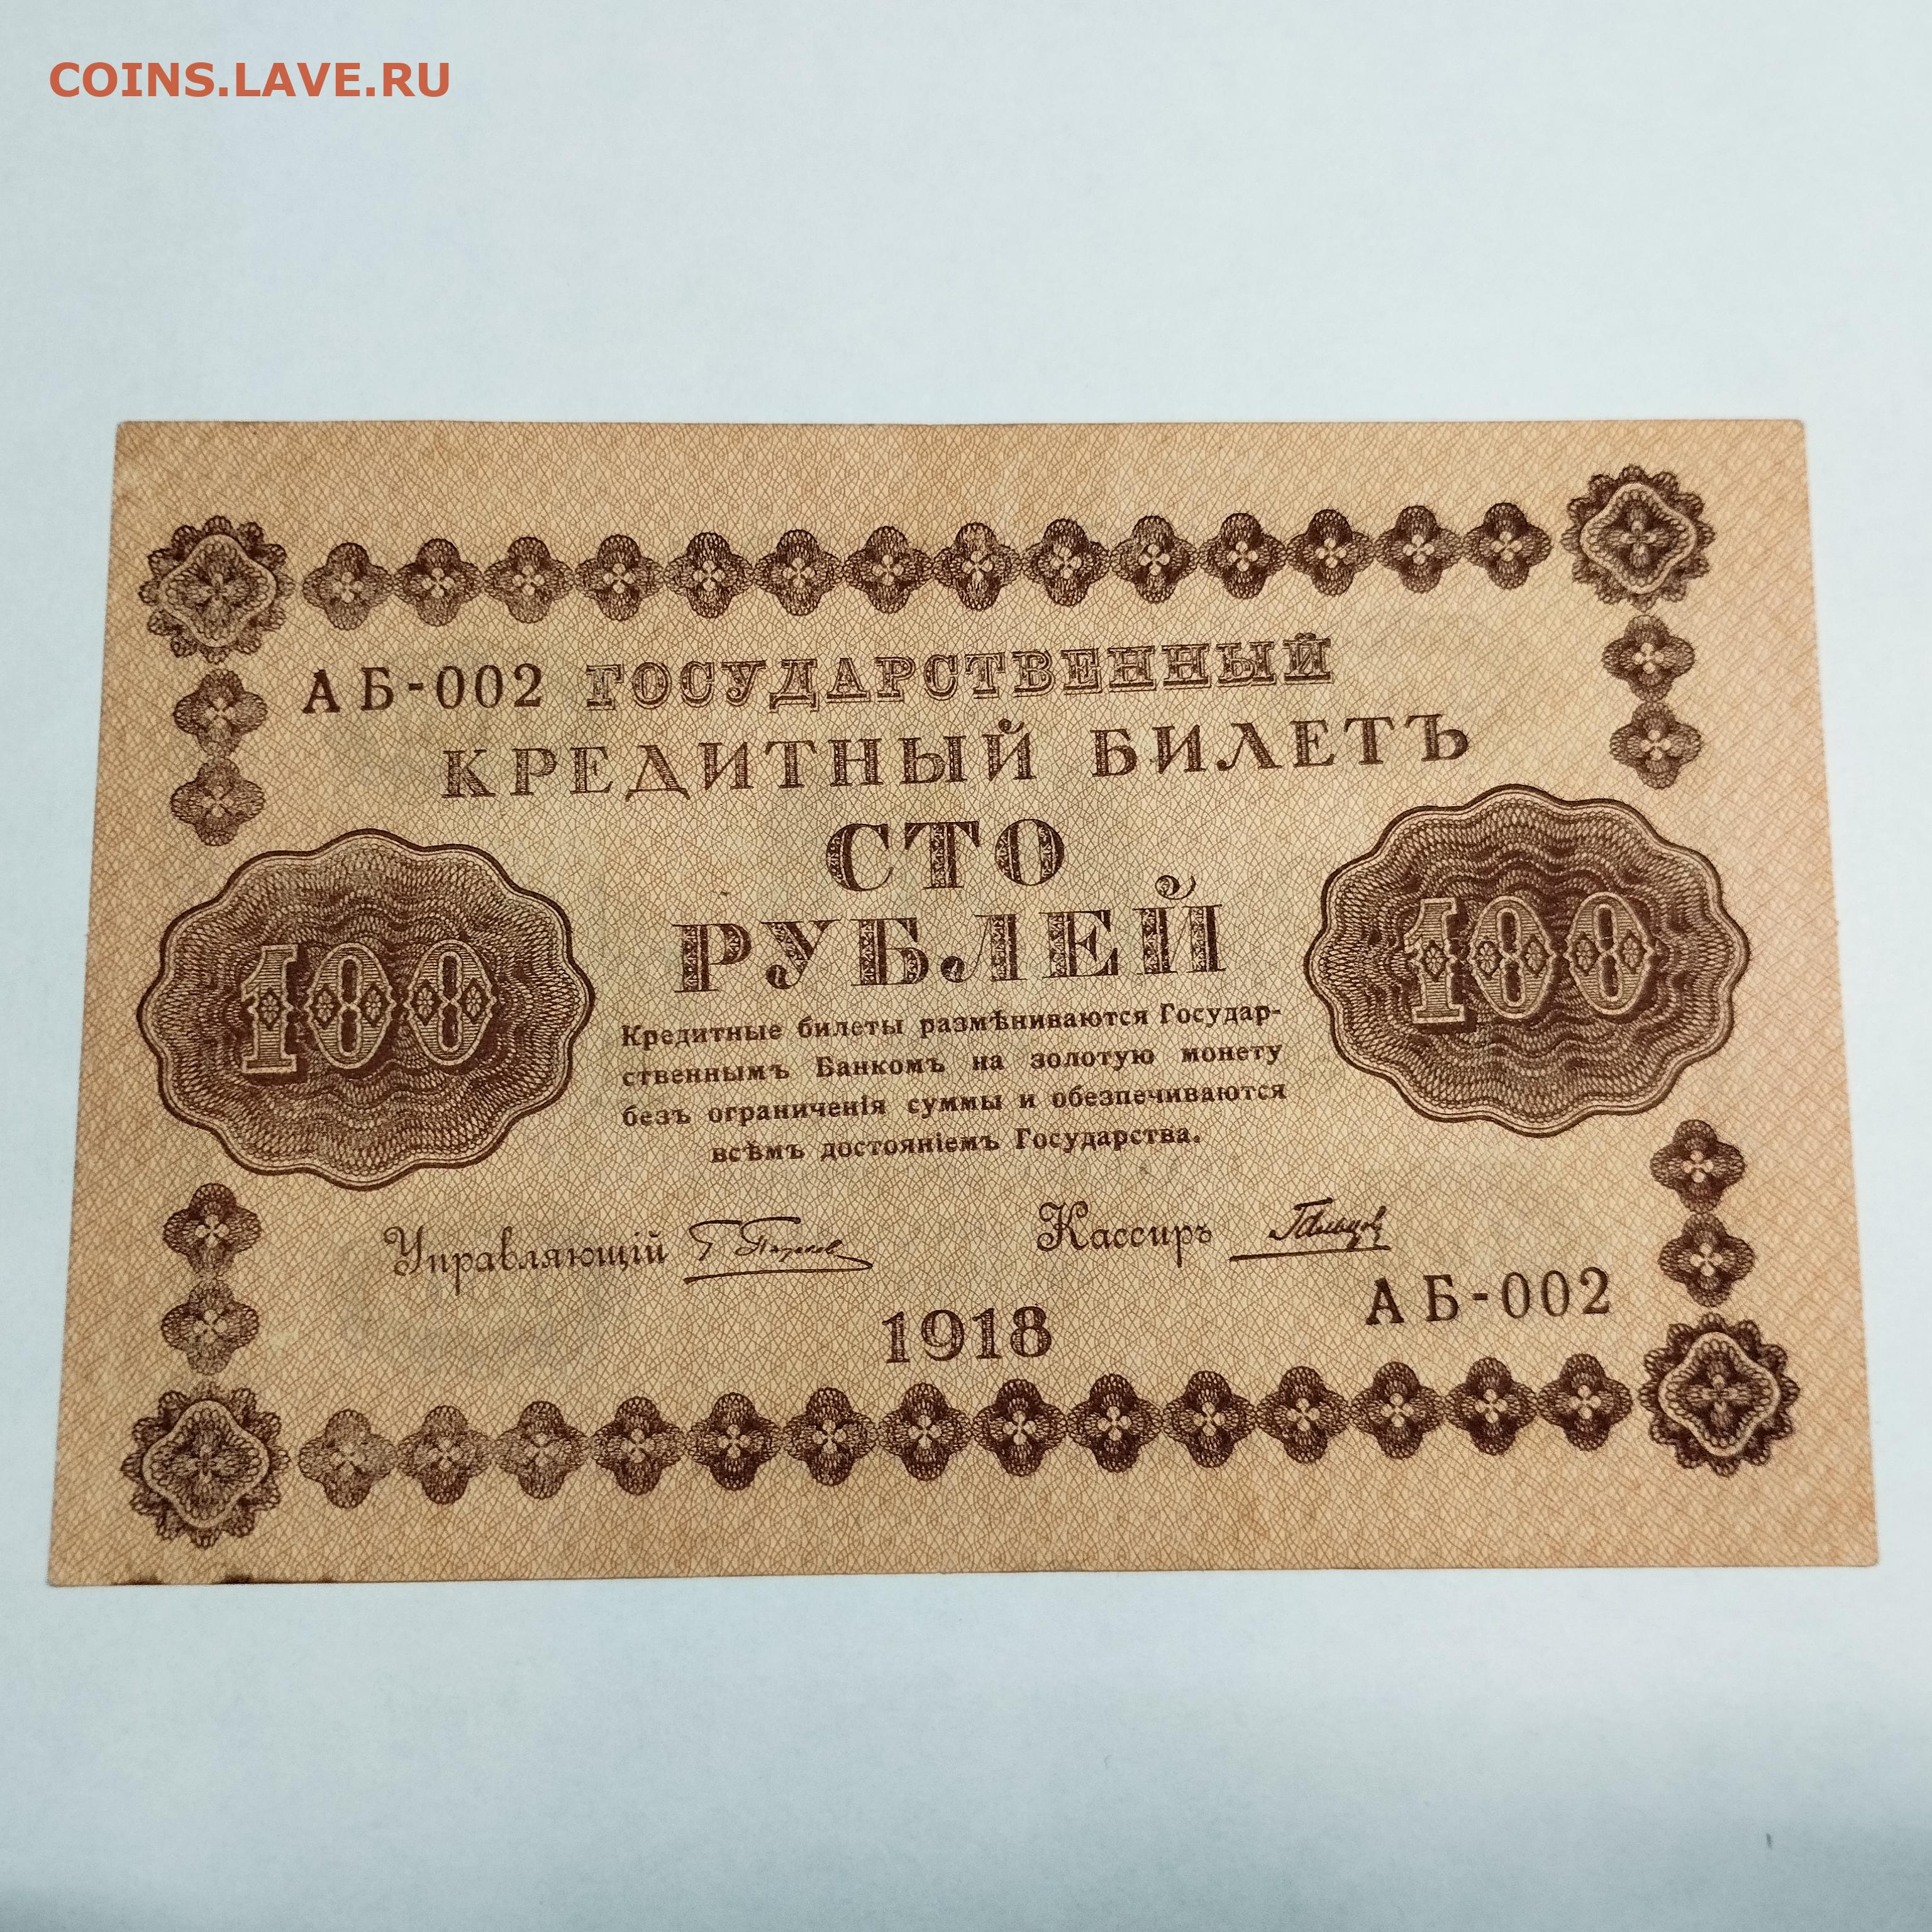 COINS.LAVE.RU
АБ-002 ГОСУДАРСТВЕННЫЙ
КРЕДИТНЫЙ БИЛЕТЪ
СТО
РУБЛЕЙ
100
100
Кредитные билеты размѣниваются Государ-
ственнымъ Банкомъ на золотую монету
безъ ограниченія суммы и обезпечиваются
всѣмъ достояніемъ Государства.
Управляющій Кассиръ
АБ-002
1918